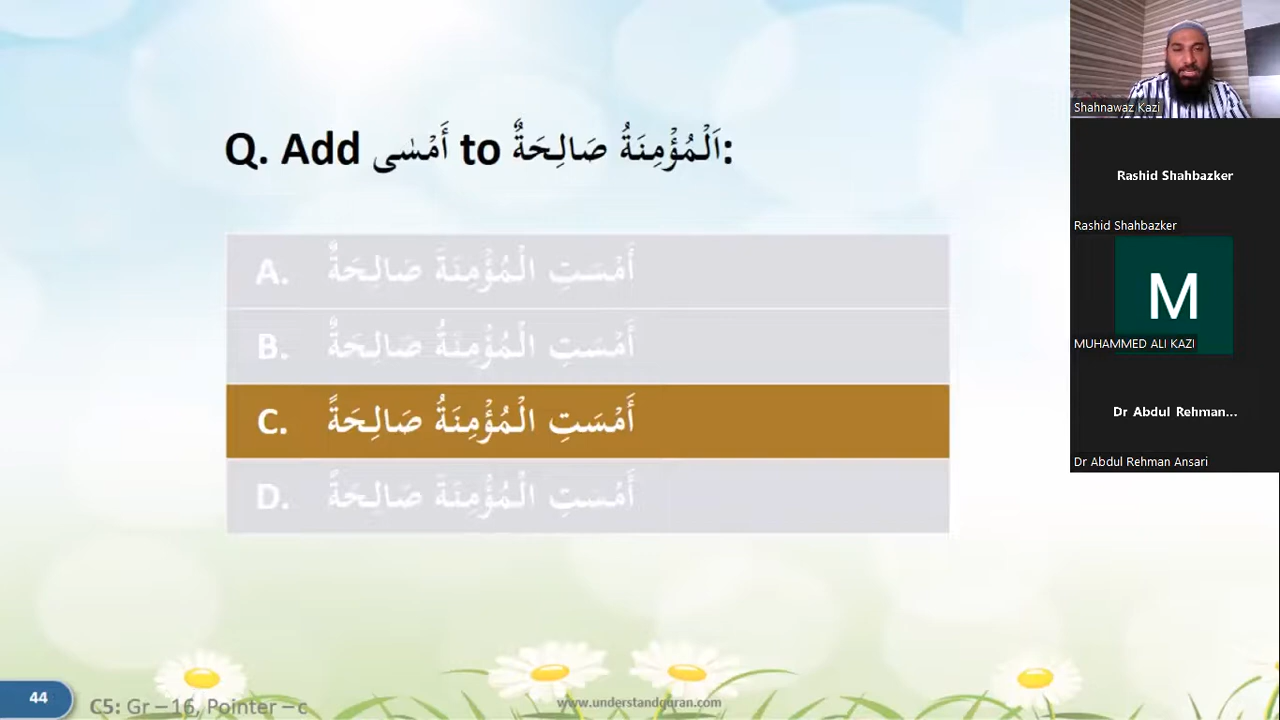 Q. Add أَمْسٰى to اَلْمُؤْمِنَةُ صَالِحَةٌ:
A. أَمْسَتِ الْمُؤْمِنَةَ صَالِحَةٌ
B. أَمْسَتِ الْمُؤْمِنَةُ صَالِحَةٌ
C. أَمْسَتِ الْمُؤْمِنَةُ صَالِحَةً
D. أَمْسَتِ الْمُؤْمِنَةَ صَالِحَةً
44
C5: Gr – 16, Pointer – c
www.understandquran.com
Shahnawaz Kazi
Rashid Shahbazker
Rashid Shahbazker
M
MUHAMMED ALI KAZI
Dr Abdul Rehman...
Dr Abdul Rehman Ansari